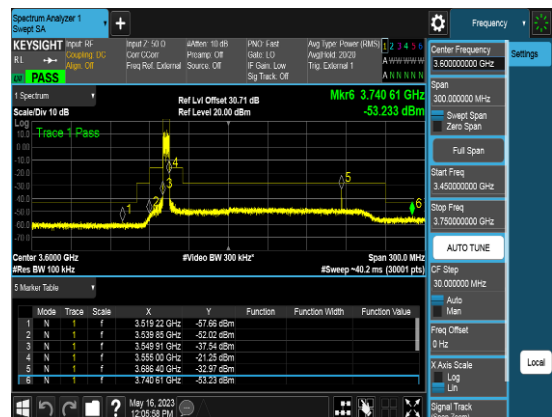 Spectrum Analyzer 1
Swept SA
+
Frequency
KEYSIGHT Input: RF Input Z: 50 Ω #Atten: 10 dB PNO: Fast Avg Type: Power (RMS) 1 2 3 4 5 6
RL Coupling: DC Corr CCorr Preamp: Off Gate: LO Avg|Hold: 20/20
Align: Off Freq Ref: External Source: Off IF Gain: Low Trig: External 1
Sig Track: Off
PASS
A N N N N N
1 Spectrum
Scale/Div 10 dB
Ref Lvl Offset 30.71 dB
Ref Level 20.00 dBm
Mkr6 3.740 61 GHz
-53.233 dBm
Log
Trace 1 Pass
10.0
0.00
-10.0
-20.0
-30.0
-40.0
-50.0
-60.0
-70.0
1
2
3
4
5
6
Center 3.6000 GHz
#Video BW 300 kHz*
Span 300.0 MHz
#Res BW 100 kHz
#Sweep ~40.2 ms (30001 pts)
5 Marker Table
Mode Trace Scale X Y Function Function Width Function Value
1 N 1 f 3.519 22 GHz -57.66 dBm
2 N 1 f 3.539 85 GHz -52.02 dBm
3 N 1 f 3.549 91 GHz -37.54 dBm
4 N 1 f 3.555 00 GHz -21.25 dBm
5 N 1 f 3.686 40 GHz -32.97 dBm
6 N 1 f 3.740 61 GHz -53.23 dBm
May 16, 2023
12:05:58 PM
?
Center Frequency
3.600000000 GHz
Settings
Span
300.000000 MHz
Swept Span
Zero Span
Full Span
Start Freq
3.450000000 GHz
Stop Freq
3.750000000 GHz
AUTO TUNE
CF Step
30.000000 MHz
Auto
Man
Freq Offset
0 Hz
X Axis Scale
Log
Lin
Local
Signal Track
(Span Zoom)